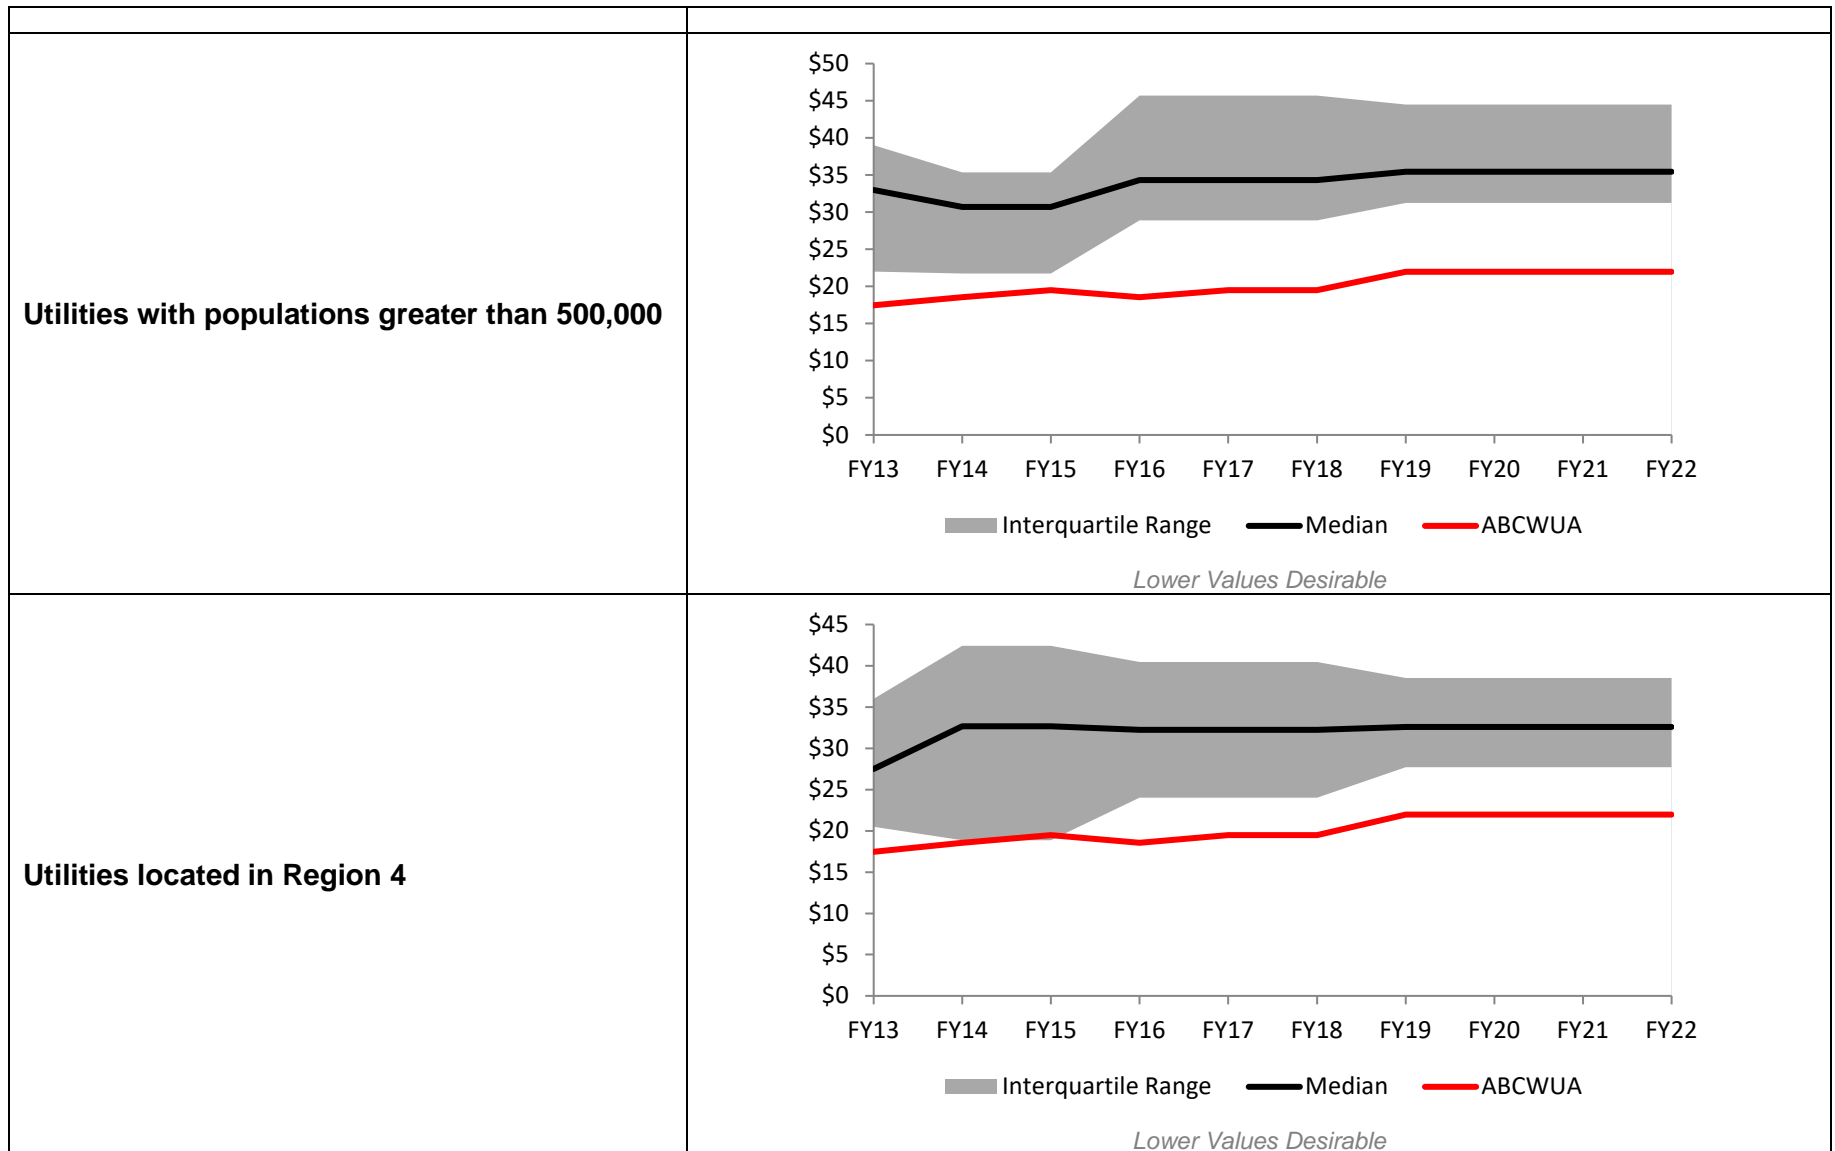 Utilities with populations greater than 500,000
$50
$45
$40
$35
$30
$25
$20
$15
$10
$5
$0
FY13 FY14 FY15 FY16 FY17 FY18 FY19 FY20 FY21 FY22
Interquartile Range Median ABCWUA
Lower Values Desirable
Utilities located in Region 4
$45
$40
$35
$30
$25
$20
$15
$10
$5
$0
FY13 FY14 FY15 FY16 FY17 FY18 FY19 FY20 FY21 FY22
Interquartile Range Median ABCWUA
Lower Values Desirable